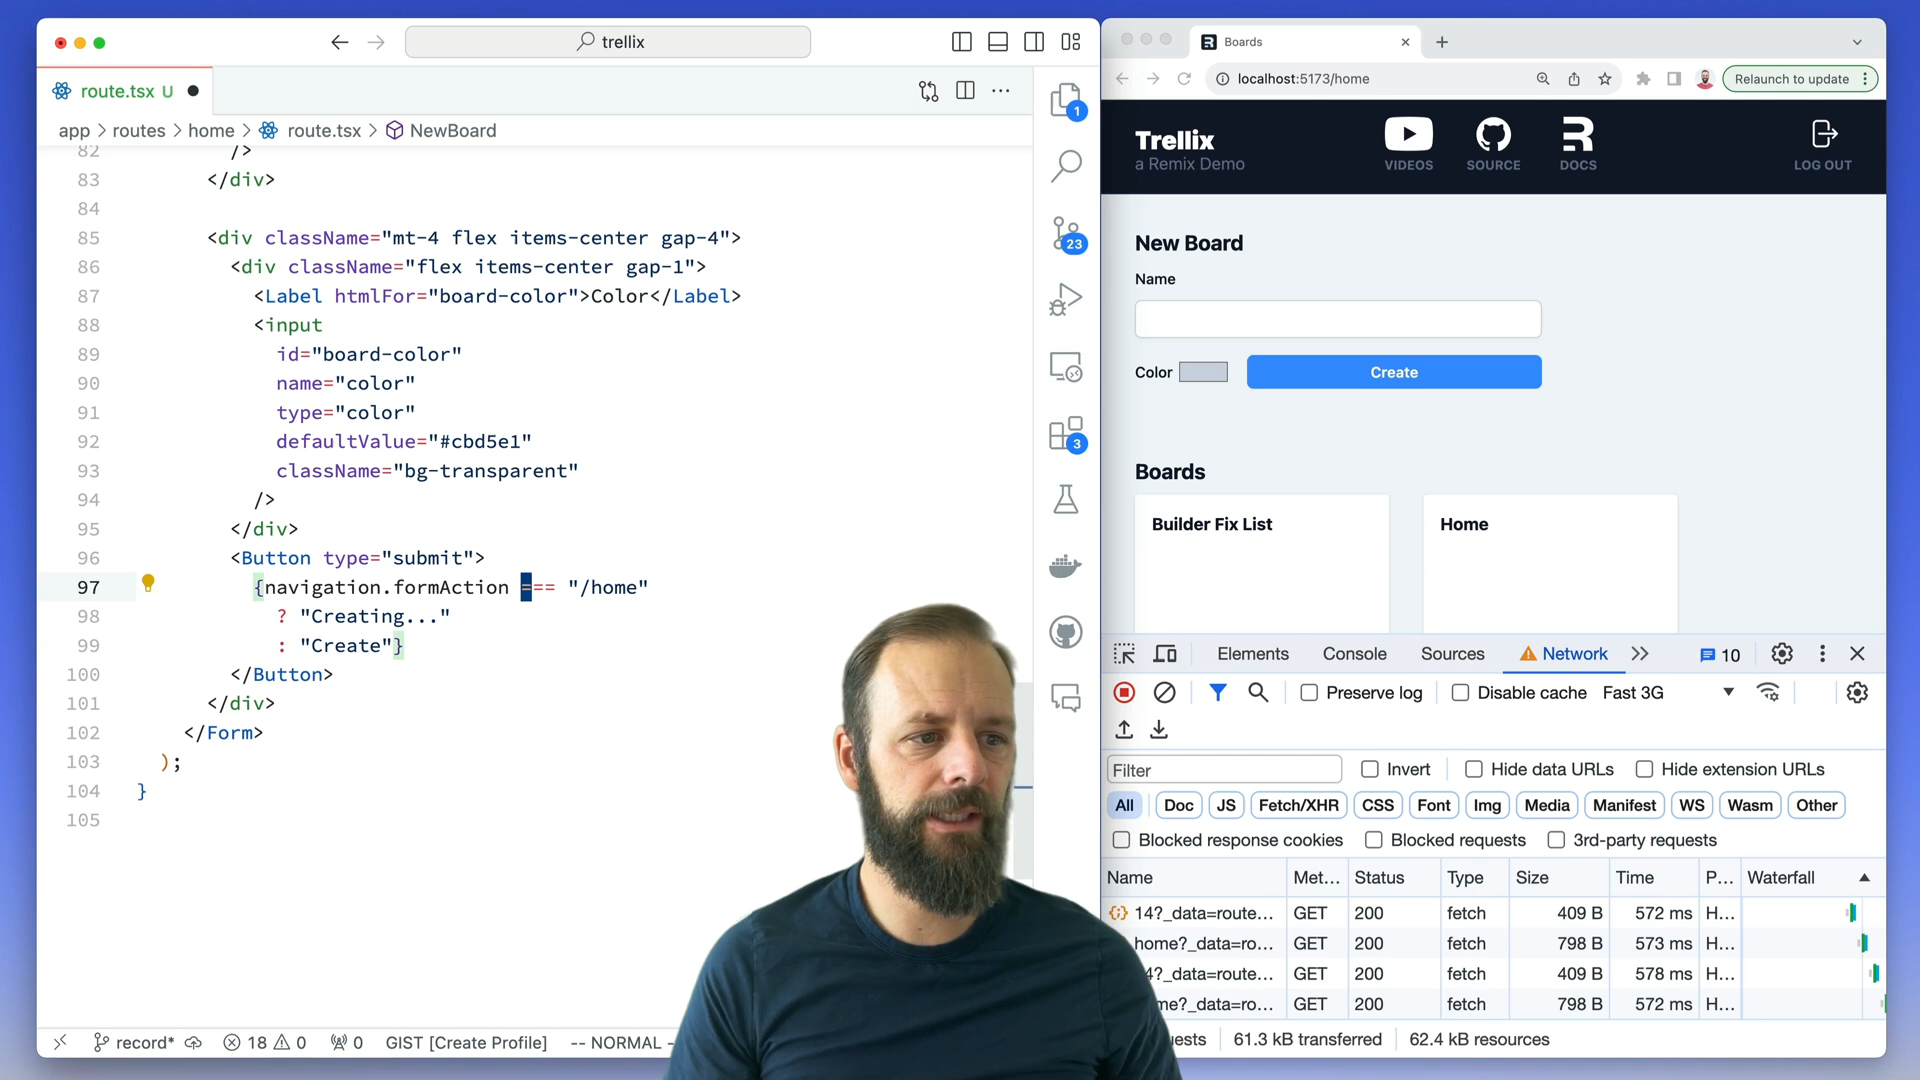 trellix
route.tsx U
app > routes > home > route.tsx > NewBoard
82 />
83 </div>
84
85 <div className="mt-4 flex items-center gap-4">
86 <div className="flex items-center gap-1">
87 <Label htmlFor="board-color">Color</Label>
88 <input
89 id="board-color"
90 name="color"
91 type="color"
92 defaultValue="#cbd5e1"
93 className="bg-transparent"
94 />
95 </div>
96 <Button type="submit">
97 {navigation.formAction === "/home"
98 ? "Creating..."
99 : "Create"}
100 </Button>
101 </div>
102 </Form>
103 );
104 }
105
1
23
3
record* 18 0 0 GIST [Create Profile] -- NORMAL -
Boards
localhost:5173/home Relaunch to update
Trellix
a Remix Demo
VIDEOS SOURCE DOCS LOG OUT
New Board
Name
Color Create
Boards
Builder Fix List Home
Elements Console Sources Network 10
Preserve log Disable cache Fast 3G
Filter Invert Hide data URLs Hide extension URLs
All Doc JS Fetch/XHR CSS Font Img Media Manifest WS Wasm Other
Blocked response cookies Blocked requests 3rd-party requests
Name Met... Status Type Size Time P... Waterfall
14?_data=route... GET 200 fetch 409 B 572 ms H...
home?_data=ro... GET 200 fetch 798 B 573 ms H...
4?_data=route... GET 200 fetch 409 B 578 ms H...
me?_data=ro... GET 200 fetch 798 B 572 ms H...
uests 61.3 kB transferred 62.4 kB resources